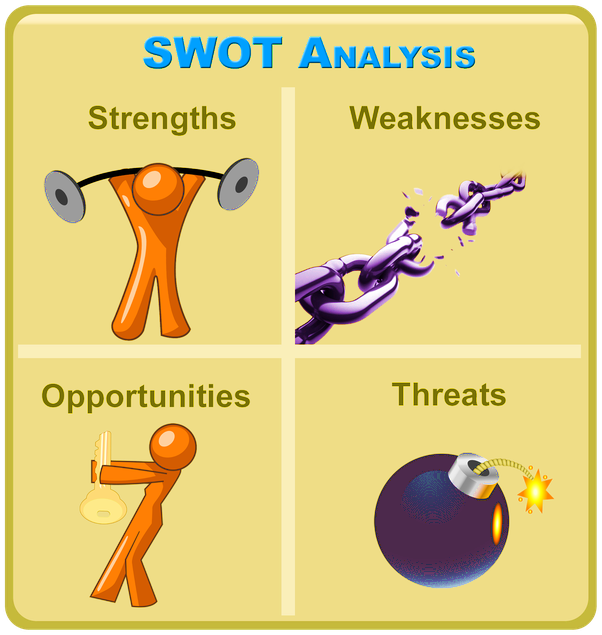 SWOT ANALYSIS
Strengths
Weaknesses
Opportunities
Threats